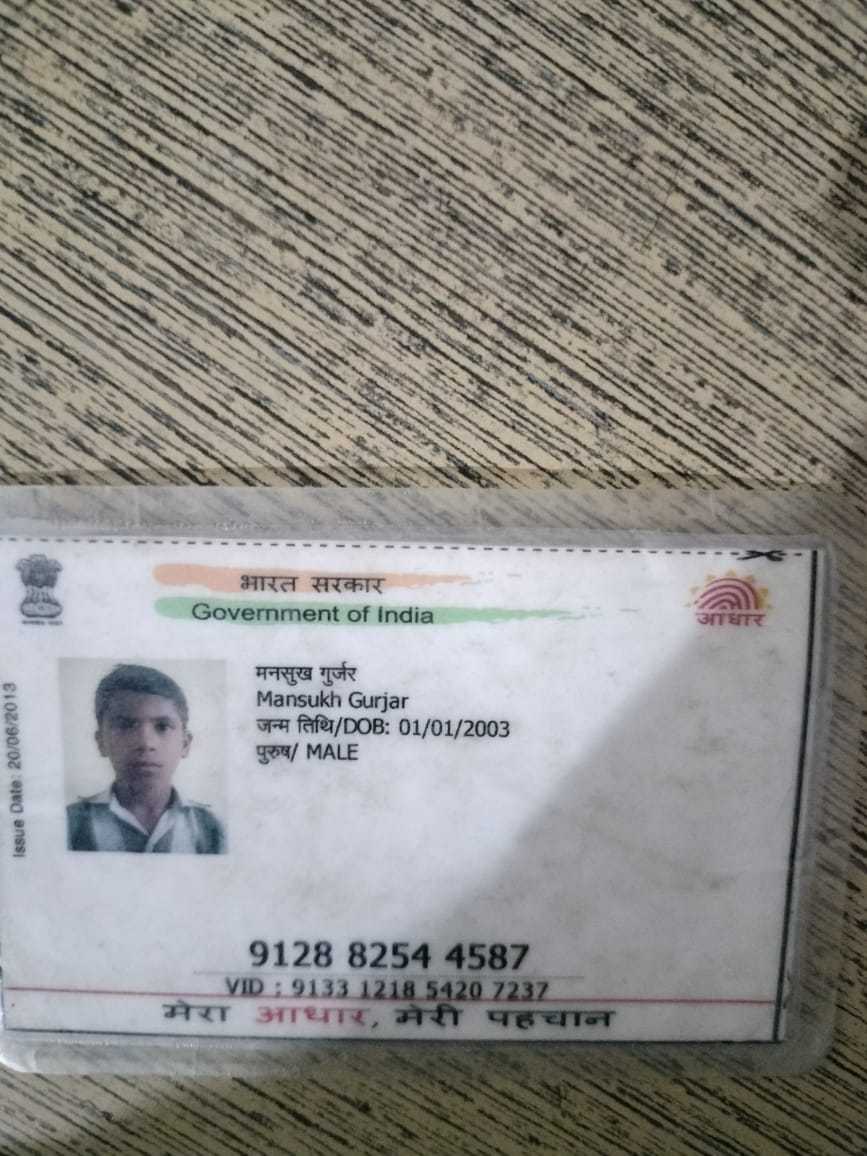 भारत सरकार
Government of India
आधार
Issue Date: 20/06/2013
मनसुख गुर्जर
Mansukh Gurjar
जन्म तिथि/DOB: 01/01/2003
पुरुष/ MALE
9128 8254 4587
VID : 9133 1218 5420 7237
मेरा आधार, मेरी पहचान